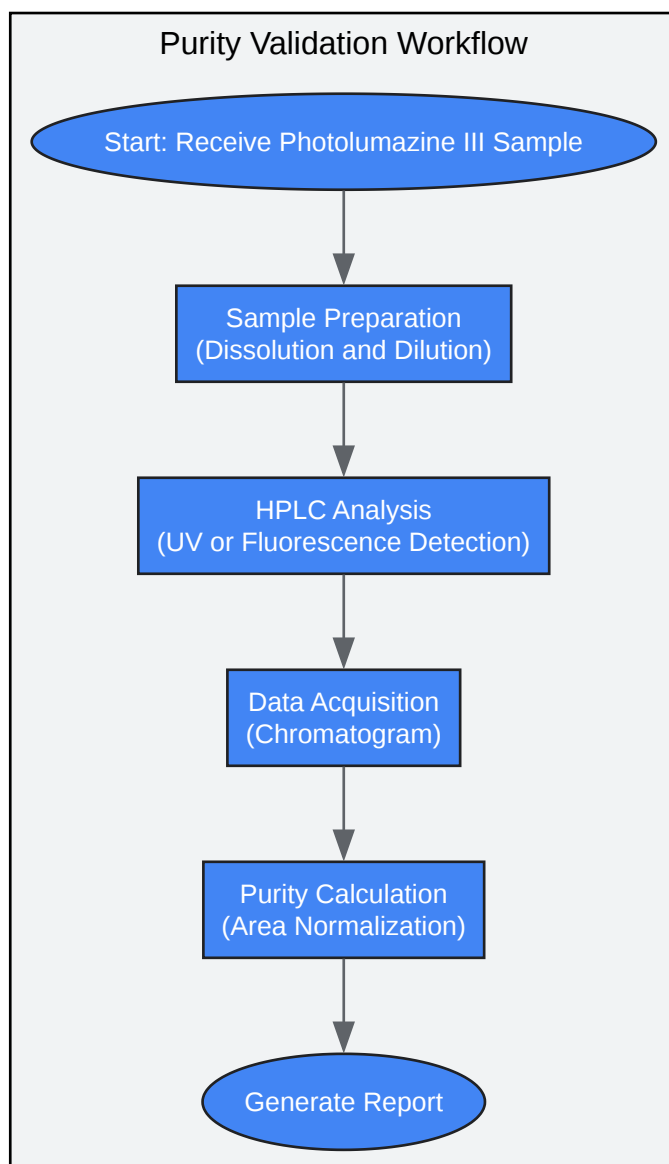 Purity Validation Workflow
Start: Receive Photolumazine III Sample
Sample Preparation
(Dissolution and Dilution)
HPLC Analysis
(UV or Fluorescence Detection)
Data Acquisition
(Chromatogram)
Purity Calculation
(Area Normalization)
Generate Report